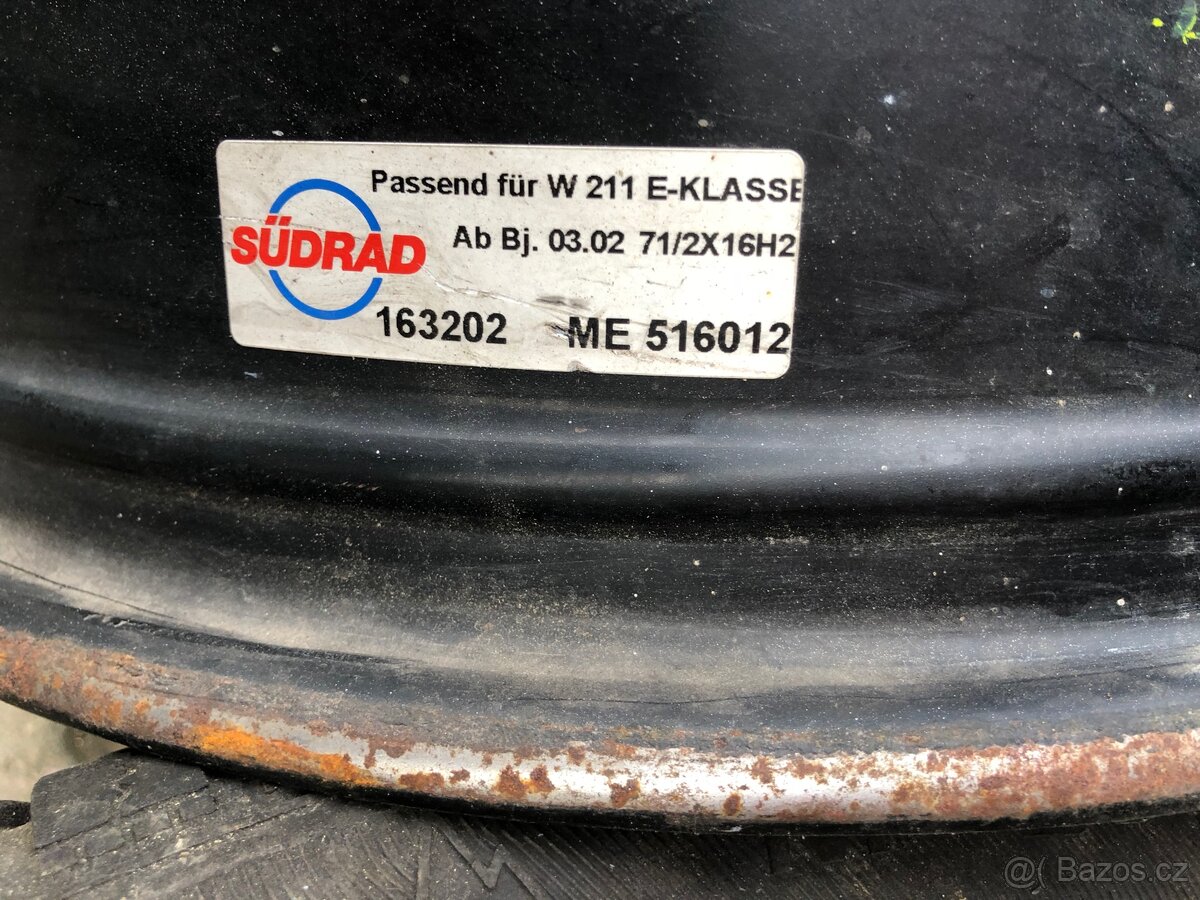 Passend für W 211 E-KLASSE
SÜDRAD
Ab Bj. 03.02 71/2X16H2
163202 ME 516012
@( Bazos.cz